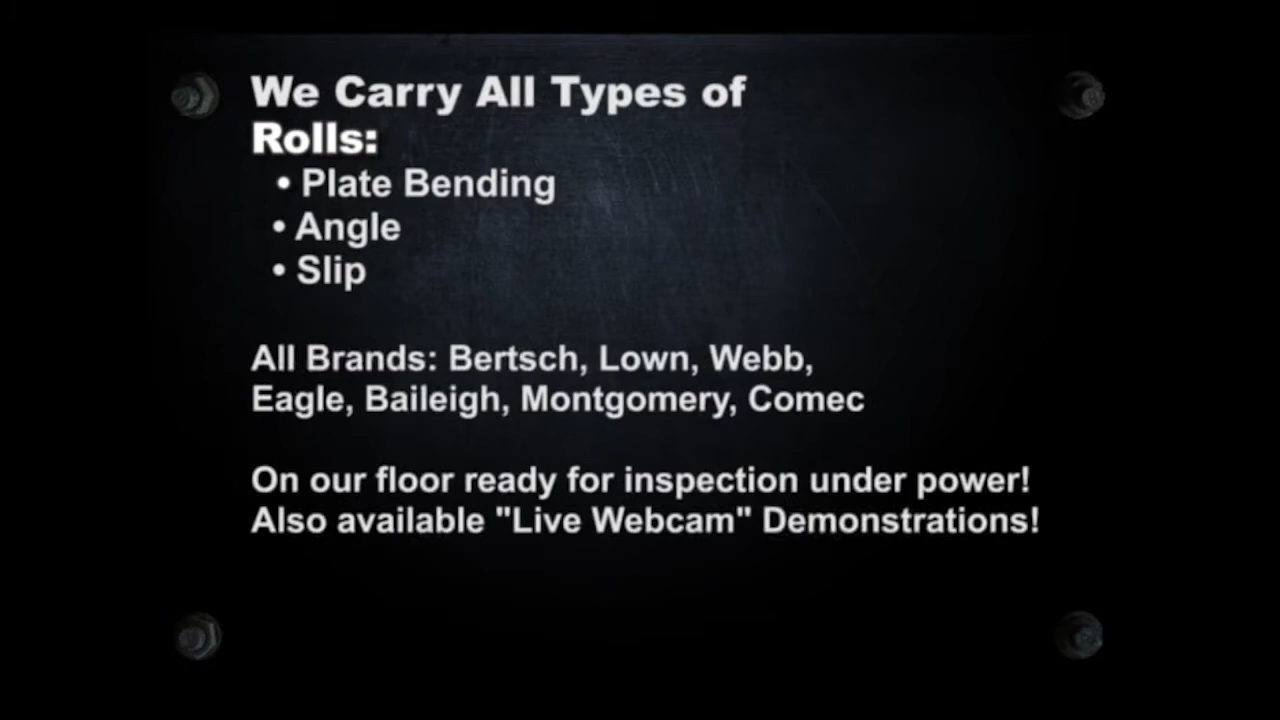 We Carry All Types of
Rolls:
• Plate Bending
• Angle
• Slip
All Brands: Bertsch, Lown, Webb,
Eagle, Baileigh, Montgomery, Comec
On our floor ready for inspection under power!
Also available "Live Webcam" Demonstrations!